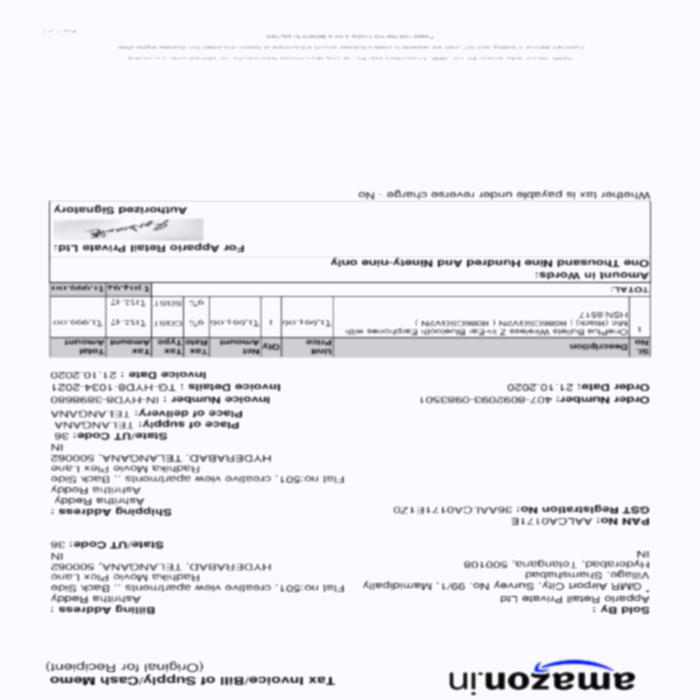 amazon.in
Tax Invoice/Bill of Supply/Cash Memo
(Original for Recipient)
Sold By :
Appario Retail Private Ltd
* GMR Airport City, Survey No. 99/1, Mamidipally
Village, Shamshabad
Hyderabad, Telangana, 500108
IN
Billing Address :
Ashritha Reddy
Flat no:501, creative view apartments ,, Back Side
Radhika Movie Plex Lane
HYDERABAD, TELANGANA, 500062
IN
State/UT Code: 36
PAN No: AALCA0171E
GST Registration No: 36AALCA0171E1Z0
Shipping Address :
Ashritha Reddy
Ashritha Reddy
Flat no:501, creative view apartments ,, Back Side
Radhika Movie Plex Lane
HYDERABAD, TELANGANA, 500062
IN
State/UT Code: 36
Place of supply: TELANGANA
Place of delivery: TELANGANA
Order Number: 407-8092093-0983501
Invoice Number : IN-HYD8-3898680
Order Date: 21.10.2020
Invoice Details : TG-HYD8-1034-2021
Invoice Date : 21.10.2020
Sl. No Description Unit Price Qty Net Amount Tax Rate Tax Type Tax Amount Total Amount
1 OnePlus Bullets Wireless Z in-Ear Bluetooth Earphones with ₹1,694.06 1 ₹1,694.06 9% CGST ₹152.47 ₹1,999.00
Mic (Black) |
HSN:8517 9% SGST ₹152.47
TOTAL: ₹304.94 ₹1,999.00
Amount in Words:
One Thousand Nine Hundred And Ninety-nine only
For Appario Retail Private Ltd:
Authorized Signatory
Whether tax is payable under reverse charge - No